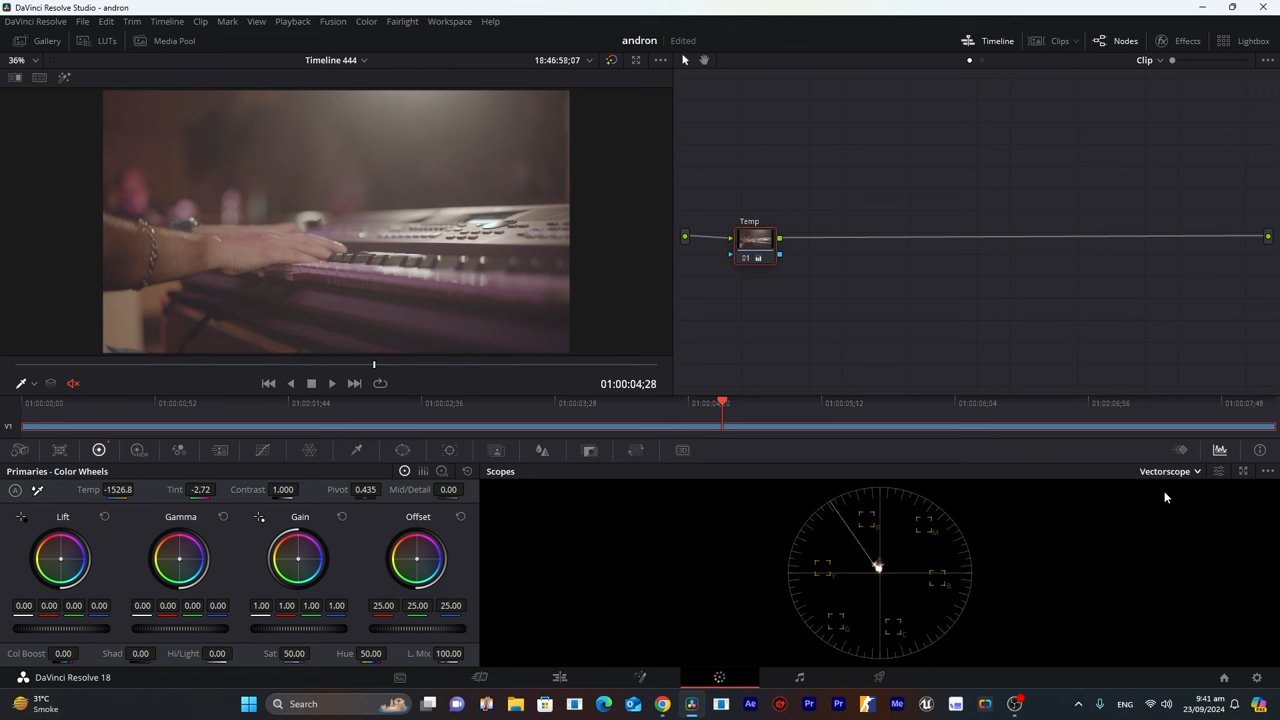 DaVinci Resolve Studio - andron
DaVinci Resolve File Edit Trim Timeline Clip Mark View Playback Fusion Color Fairlight Workspace Help
Gallery LUTs Media Pool andron Edited Timeline Clips Nodes Effects Lightbox
36% Timeline 444 18:46:58;07 Clip
Temp
01
01:00:04;28
01:00:00;00 01:00:00;52 01:00:01;44 01:00:02;36 01:00:03;28 01:00:05;12 01:00:06;04 01:00:06;56 01:00:07;48
V1
Primaries - Color Wheels Scopes Vectorscope
Temp -1526.8 Tint -2.72 Contrast 1.000 Pivot 0.435 Mid/Detail 0.00
Lift Gamma Gain Offset
R M
Y B
G C
0.00 0.00 0.00 0.00 0.00 0.00 0.00 0.00 1.00 1.00 1.00 1.00 25.00 25.00 25.00
Col Boost 0.00 Shad 0.00 Hi/Light 0.00 Sat 50.00 Hue 50.00 L. Mix 100.00
DaVinci Resolve 18
31°C
Smoke
Search
ENG
9:41 am
23/09/2024